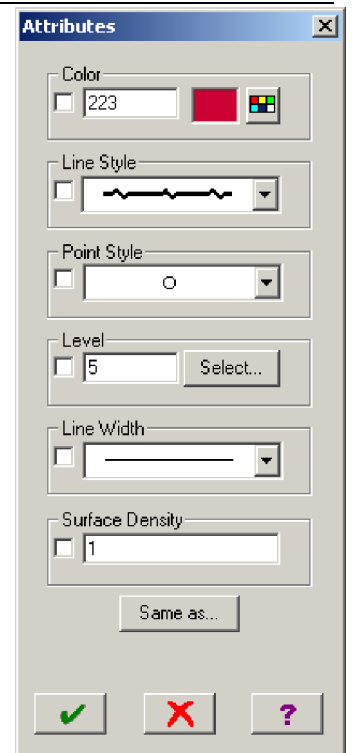 Attributes
Color
223
Line Style
Point Style
Level
5
Select...
Line Width
Surface Density
1
Same as...
?